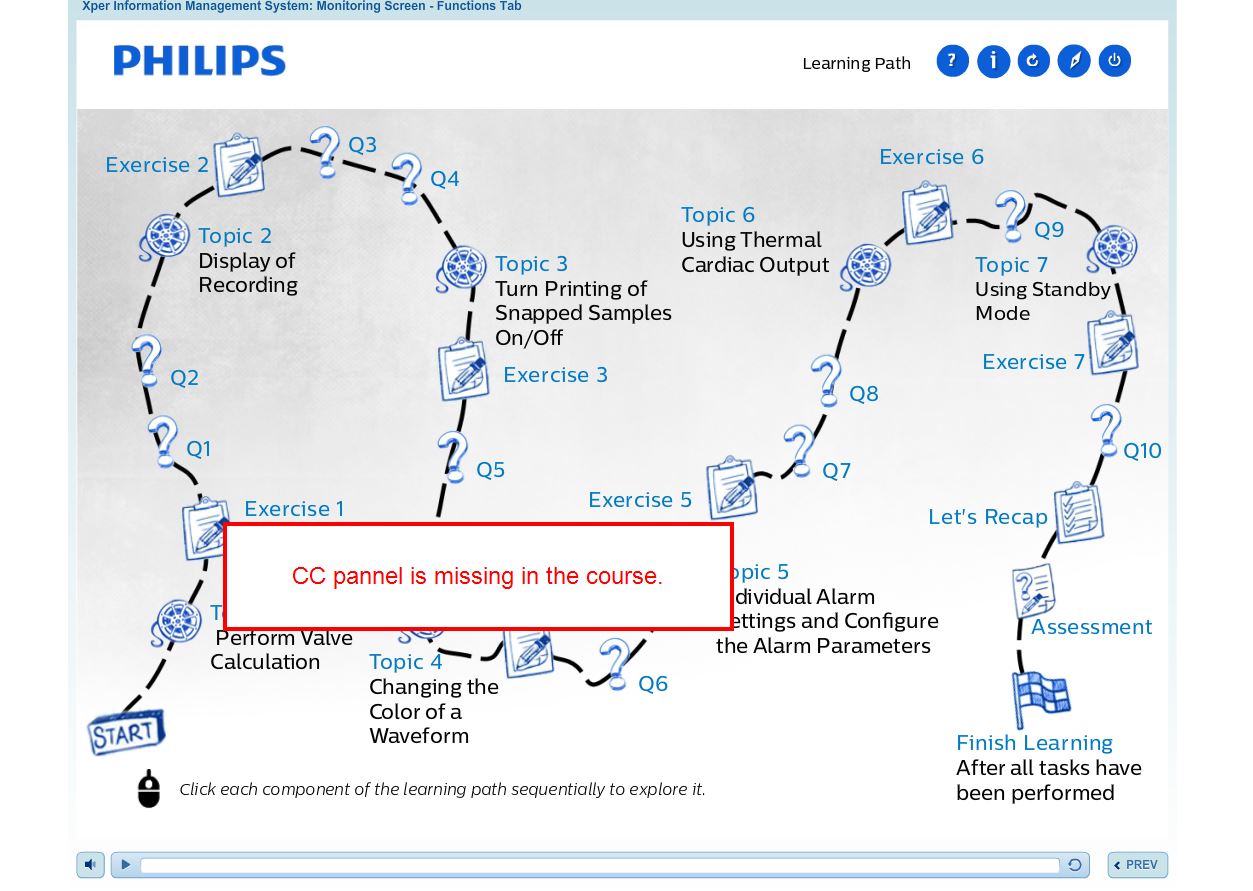 Xper Information Management System: Monitoring Screen - Functions Tab
PHILIPS
Learning Path
?
i
Exercise 2
Q3
Q4
Topic 2
Display of
Recording
Topic 3
Turn Printing of
Snapped Samples
On/Off
Exercise 3
Q2
Q1
Q5
Exercise 1
Perform Valve
Calculation
START
Topic 4
Changing the
Color of a
Waveform
Q6
CC pannel is missing in the course.
opic 5
dividual Alarm
ettings and Configure
the Alarm Parameters
Exercise 5
Q7
Q8
Topic 6
Using Thermal
Cardiac Output
Exercise 6
Q9
Topic 7
Using Standby
Mode
Exercise 7
Q10
Let's Recap
Assessment
Finish Learning
After all tasks have
been performed
Click each component of the learning path sequentially to explore it.
PREV